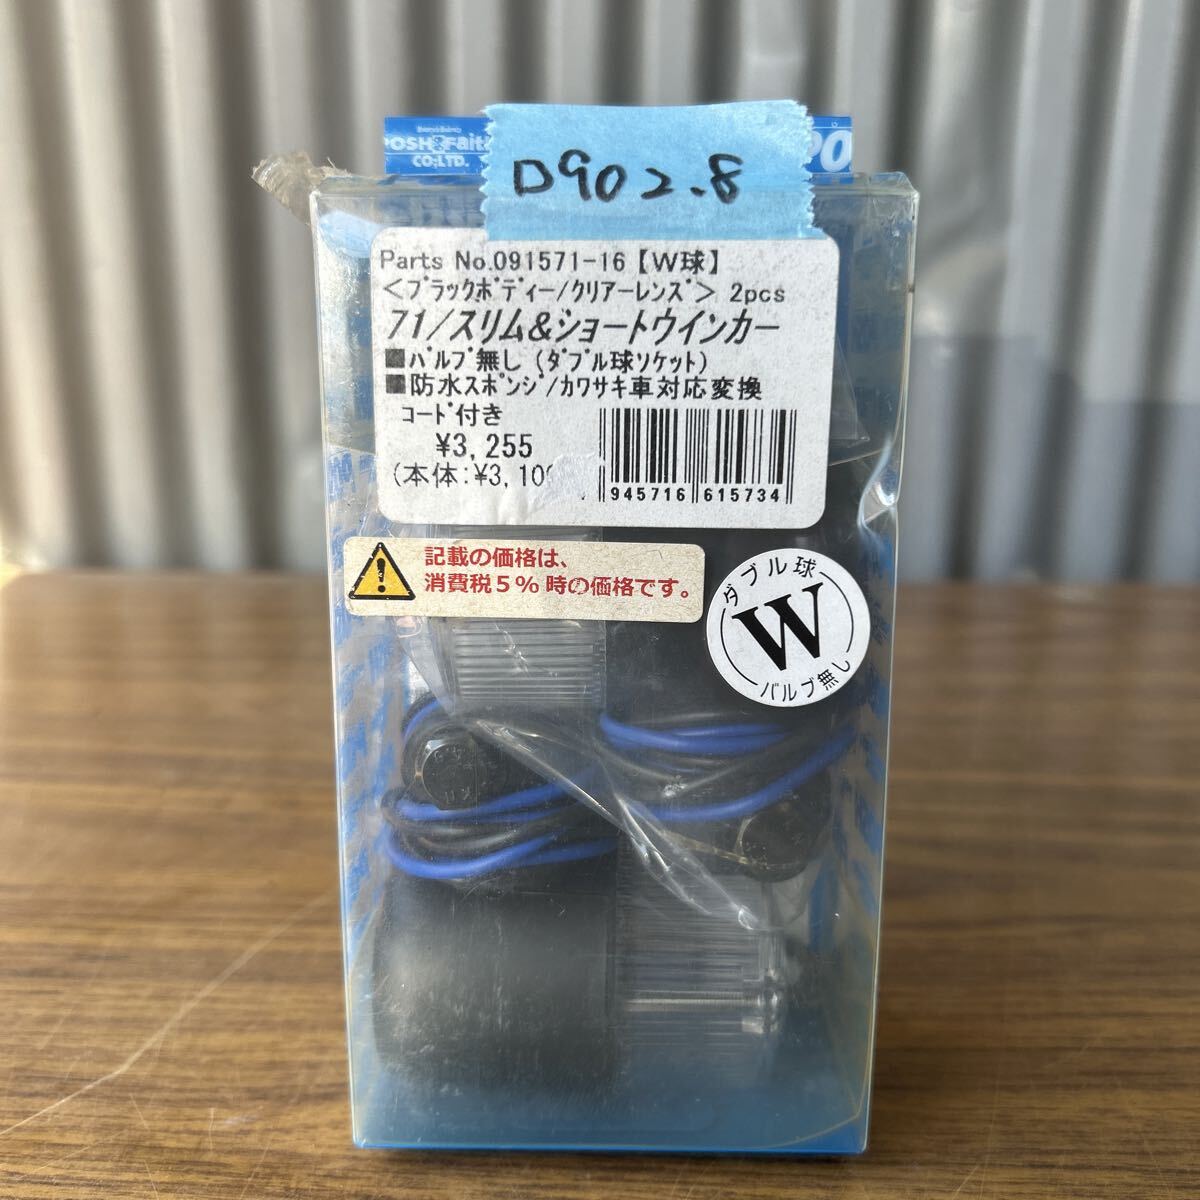 POSH Faith
CO;LTD.
PO
D902.8
Parts No.091571-16【W球】
<ブラックボディー/クリアーレンズ> 2pcs
71/スリム&ショートウインカー
■バルブ無し(ダブル球ソケット)
■防水スポンジ/カワサキ車対応変換
コード付き
¥3,255
(本体:¥3,10
945716 615734
記載の価格は、
消費税5%時の価格です。
ダブル球
W
バルブ無し